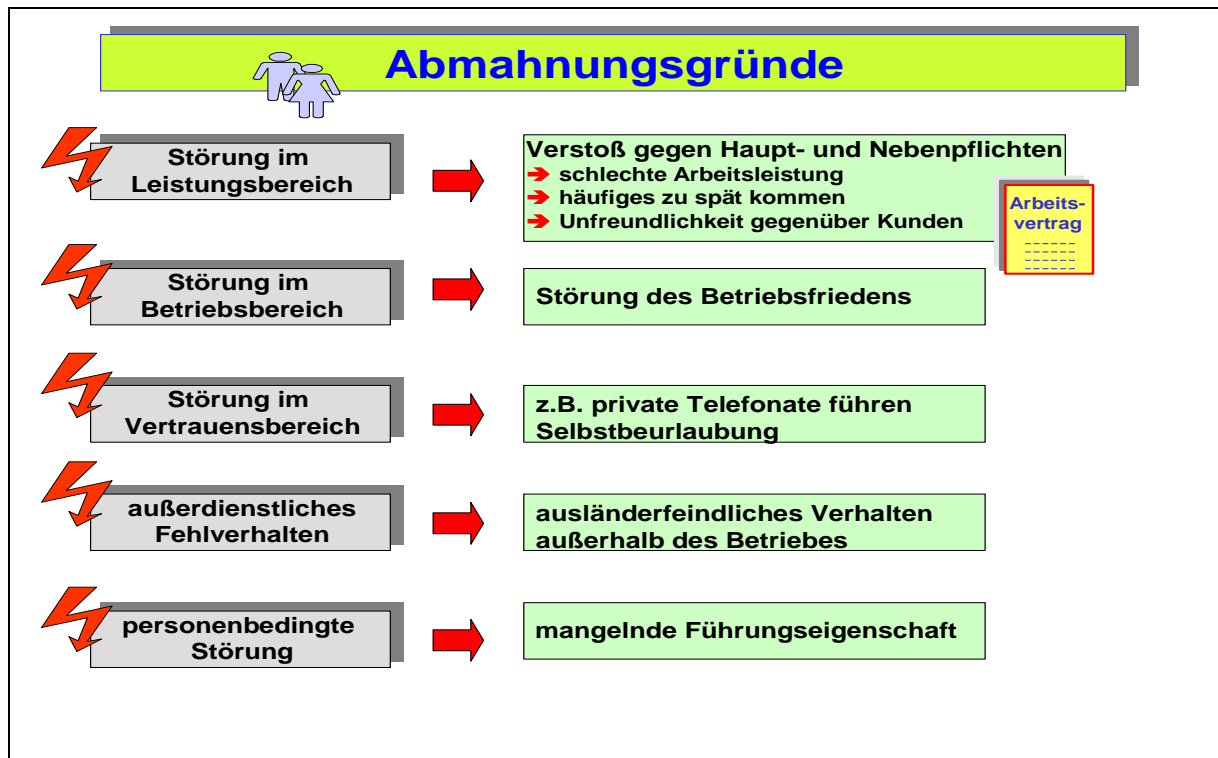 Abmahnungsgründe
Störung im
Leistungsbereich
Verstoß gegen Haupt- und Nebenpflichten
➔ schlechte Arbeitsleistung
➔ häufiges zu spät kommen
➔ Unfreundlichkeit gegenüber Kunden
Arbeits-
vertrag
Störung im
Betriebsbereich
Störung des Betriebsfriedens
Störung im
Vertrauensbereich
z.B. private Telefonate führen
Selbstbeurlaubung
außerdienstliches
Fehlverhalten
ausländerfeindliches Verhalten
außerhalb des Betriebes
personenbedingte
Störung
mangelnde Führungseigenschaft